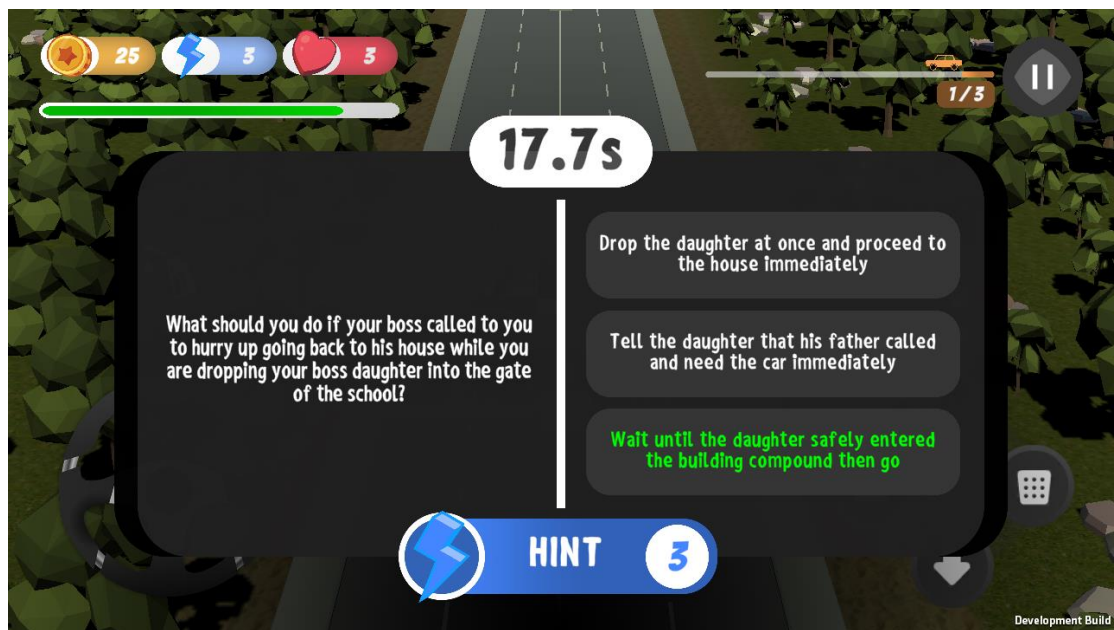 25
3
3
1/3
17.7s
What should you do if your boss called to you
to hurry up going back to his house while you
are dropping your boss daughter into the gate
of the school?
Drop the daughter at once and proceed to
the house immediately
Tell the daughter that his father called
and need the car immediately
Wait until the daughter safely entered
the building compound then go
HINT
3
Development Build